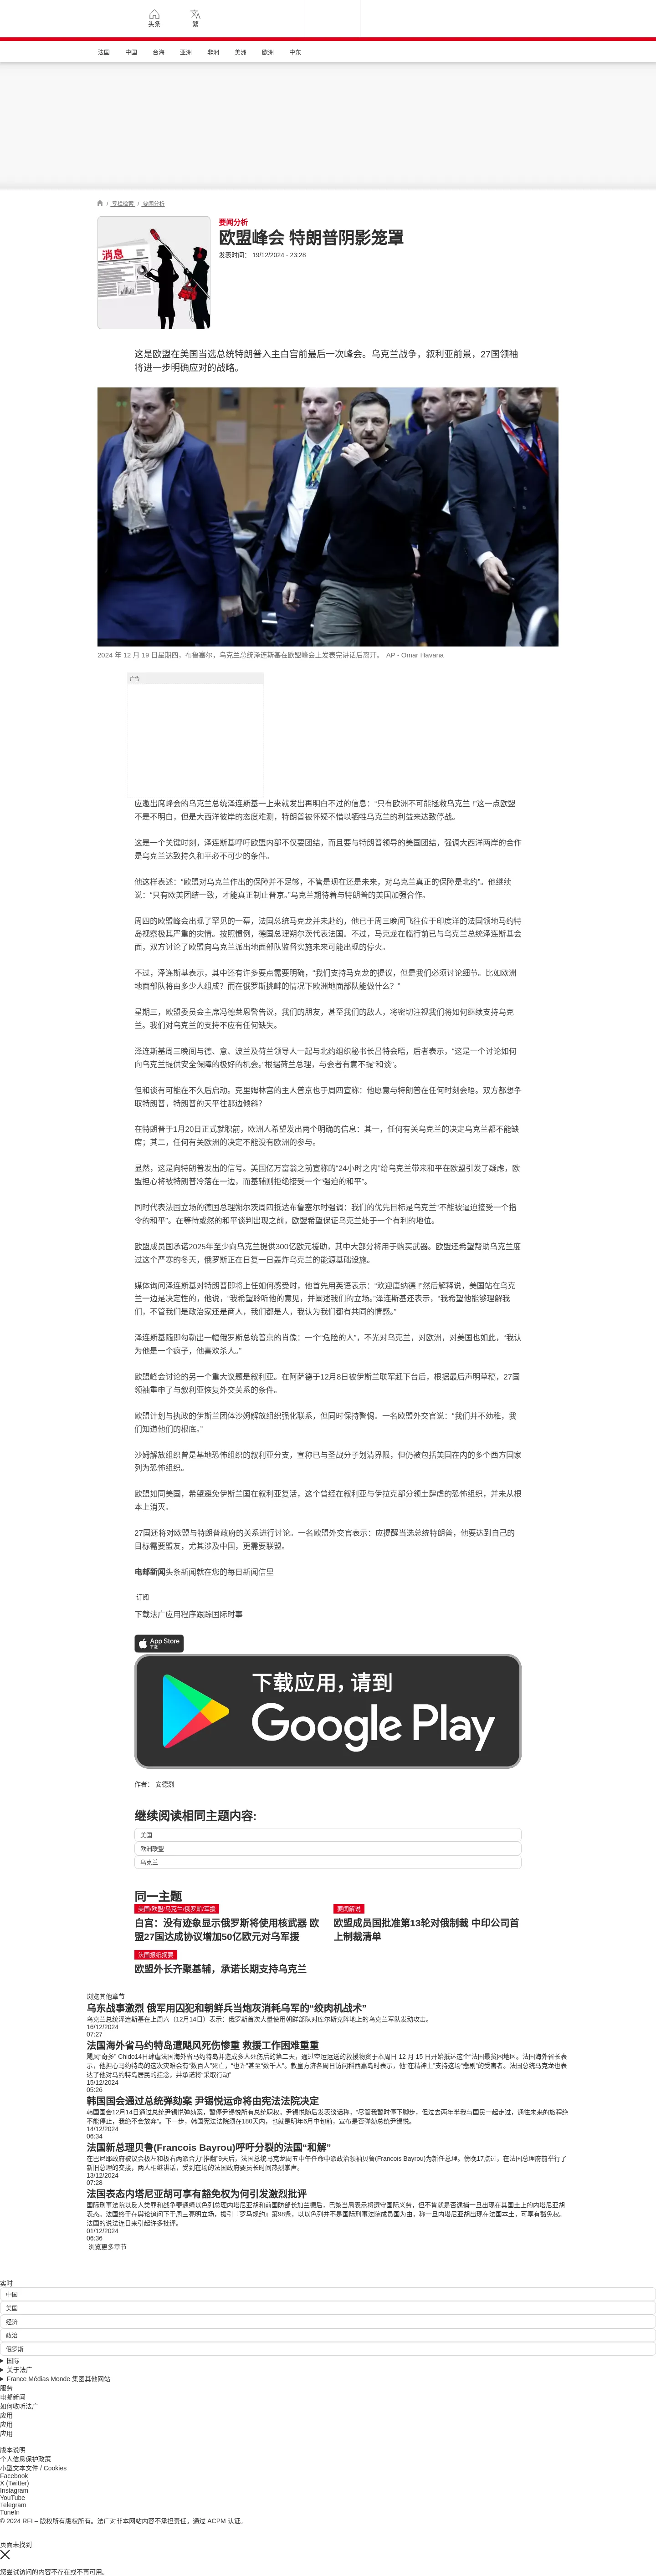 头条
繁
法国 中国 台海 亚洲 非洲 美洲 欧洲 中东
/ 专栏检索 / 要闻分析
消息
要闻分析
欧盟峰会 特朗普阴影笼罩
发表时间： 19/12/2024 - 23:28
这是欧盟在美国当选总统特朗普入主白宫前最后一次峰会。乌克兰战争，叙利亚前景，27国领袖
将进一步明确应对的战略。
2024 年 12 月 19 日星期四，布鲁塞尔，乌克兰总统泽连斯基在欧盟峰会上发表完讲话后离开。 AP - Omar Havana
广告
应邀出席峰会的乌克兰总统泽连斯基一上来就发出再明白不过的信息：“只有欧洲不可能拯救乌克兰 !”这一点欧盟
不是不明白，但是大西洋彼岸的态度难测，特朗普被怀疑不惜以牺牲乌克兰的利益来达致停战。
这是一个关键时刻，泽连斯基呼吁欧盟内部不仅要团结，而且要与特朗普领导的美国团结，强调大西洋两岸的合作
是乌克兰达致持久和平必不可少的条件。
他这样表述：“欧盟对乌克兰作出的保障并不足够，不管是现在还是未来，对乌克兰真正的保障是北约”。他继续
说：“只有欧美团结一致，才能真正制止普京。”乌克兰期待着与特朗普的美国加强合作。
周四的欧盟峰会出现了罕见的一幕，法国总统马克龙并未赴约，他已于周三晚间飞往位于印度洋的法国领地马约特
岛视察极其严重的灾情。按照惯例，德国总理朔尔茨代表法国。不过，马克龙在临行前已与乌克兰总统泽连斯基会
面，双方讨论了欧盟向乌克兰派出地面部队监督实施未来可能出现的停火。
不过，泽连斯基表示，其中还有许多要点需要明确，“我们支持马克龙的提议，但是我们必须讨论细节。比如欧洲
地面部队将由多少人组成？而在俄罗斯挑衅的情况下欧洲地面部队能做什么？”
星期三，欧盟委员会主席冯德莱恩警告说，我们的朋友，甚至我们的敌人，将密切注视我们将如何继续支持乌克
兰。我们对乌克兰的支持不应有任何缺失。
泽连斯基周三晚间与德、意、波兰及荷兰领导人一起与北约组织秘书长吕特会晤，后者表示，“这是一个讨论如何
向乌克兰提供安全保障的极好的机会。”根据荷兰总理，与会者有意不提“和谈”。
但和谈有可能在不久后启动。克里姆林宫的主人普京也于周四宣称：他愿意与特朗普在任何时刻会晤。双方都想争
取特朗普，特朗普的天平往那边倾斜？
在特朗普于1月20日正式就职前，欧洲人希望发出两个明确的信息：其一，任何有关乌克兰的决定乌克兰都不能缺
席；其二，任何有关欧洲的决定不能没有欧洲的参与。
显然，这是向特朗普发出的信号。美国亿万富翁之前宣称的“24小时之内”给乌克兰带来和平在欧盟引发了疑虑，欧
盟担心将被特朗普冷落在一边，而基辅则拒绝接受一个“强迫的和平”。
同时代表法国立场的德国总理朔尔茨周四抵达布鲁塞尔时强调：我们的优先目标是乌克兰“不能被逼迫接受一个指
令的和平”。在等待或然的和平谈判出现之前，欧盟希望保证乌克兰处于一个有利的地位。
欧盟成员国承诺2025年至少向乌克兰提供300亿欧元援助，其中大部分将用于购买武器。欧盟还希望帮助乌克兰度
过这个严寒的冬天，俄罗斯正在日复一日轰炸乌克兰的能源基础设施。
媒体询问泽连斯基对特朗普即将上任如何感受时，他首先用英语表示：“欢迎唐纳德 !”然后解释说，美国站在乌克
兰一边是决定性的，他说，“我希望聆听他的意见，并阐述我们的立场。”泽连斯基还表示，“我希望他能够理解我
们，不管我们是政治家还是商人，我们都是人，我认为我们都有共同的情感。”
泽连斯基随即勾勒出一幅俄罗斯总统普京的肖像：一个“危险的人”，不光对乌克兰，对欧洲，对美国也如此，“我认
为他是一个疯子，他喜欢杀人。”
欧盟峰会讨论的另一个重大议题是叙利亚。在阿萨德于12月8日被伊斯兰联军赶下台后，根据最后声明草稿，27国
领袖重申了与叙利亚恢复外交关系的条件。
欧盟计划与执政的伊斯兰团体沙姆解放组织强化联系，但同时保持警惕。一名欧盟外交官说：“我们并不幼稚，我
们知道他们的根底。”
沙姆解放组织曾是基地恐怖组织的叙利亚分支，宣称已与圣战分子划清界限，但仍被包括美国在内的多个西方国家
列为恐怖组织。
欧盟如同美国，希望避免伊斯兰国在叙利亚复活，这个曾经在叙利亚与伊拉克部分领土肆虐的恐怖组织，并未从根
本上消灭。
27国还将对欧盟与特朗普政府的关系进行讨论。一名欧盟外交官表示：应提醒当选总统特朗普，他要达到自己的
目标需要盟友，尤其涉及中国，更需要联盟。
电邮新闻头条新闻就在您的每日新闻信里
订阅
下载法广应用程序跟踪国际时事
App Store
下载
下载应用，请到
Google Play
作者： 安德烈
继续阅读相同主题内容:
美国
欧洲联盟
乌克兰
同一主题
美国/欧盟/乌克兰/俄罗斯/军援
白宫：没有迹象显示俄罗斯将使用核武器 欧
盟27国达成协议增加50亿欧元对乌军援
要闻解说
欧盟成员国批准第13轮对俄制裁 中印公司首
上制裁清单
法国报纸摘要
欧盟外长齐聚基辅，承诺长期支持乌克兰
浏览其他章节
乌东战事激烈 俄军用囚犯和朝鲜兵当炮灰消耗乌军的“绞肉机战术”
乌克兰总统泽连斯基在上周六（12月14日）表示：俄罗斯首次大量使用朝鲜部队对库尔斯克阵地上的乌克兰军队发动攻击。
16/12/2024
07:27
法国海外省马约特岛遭飓风死伤惨重 救援工作困难重重
飓风“奇多” Chido14日肆虐法国海外省马约特岛并造成多人死伤后的第二天，通过空运运送的救援物资于本周日 12 月 15 日开始抵达这个“法国最贫困地区。法国海外省长表
示，他担心马约特岛的这次灾难会有“数百人”死亡，“也许”甚至“数千人”。教皇方济各周日访问科西嘉岛时表示，他“在精神上”支持这场“悲剧”的受害者。法国总统马克龙也表
达了他对马约特岛居民的挂念，并承诺将“采取行动”
15/12/2024
05:26
韩国国会通过总统弹劾案 尹锡悦运命将由宪法法院决定
韩国国会12月14日通过总统尹锡悦弹劾案，暂停尹锡悦所有总统职权。尹锡悦随后发表谈话称，“尽管我暂时停下脚步，但过去两年半我与国民一起走过，通往未来的旅程绝
不能停止，我绝不会放弃”。下一步，韩国宪法法院须在180天内，也就是明年6月中旬前，宣布是否弹劾总统尹锡悦。
14/12/2024
06:34
法国新总理贝鲁(Francois Bayrou)呼吁分裂的法国“和解”
在巴尼耶政府被议会极左和极右两派合力“推翻”9天后，法国总统马克龙周五中午任命中派政治领袖贝鲁(Francois Bayrou)为新任总理。傍晚17点过，在法国总理府前举行了
新旧总理的交接，两人相继讲话，受到在场的法国政府要员长时间热烈掌声。
13/12/2024
07:28
法国表态内塔尼亚胡可享有豁免权为何引发激烈批评
国际刑事法院以反人类罪和战争罪通缉以色列总理内塔尼亚胡和前国防部长加兰德后，巴黎当局表示将遵守国际义务，但不肯就是否逮捕一旦出现在其国土上的内塔尼亚胡
表态。法国终于在舆论追问下于周三亮明立场，援引『罗马规约』第98条，以以色列并不是国际刑事法院成员国为由，称一旦内塔尼亚胡出现在法国本土，可享有豁免权。
法国的说法连日来引起许多批评。
01/12/2024
06:36
浏览更多章节
实时
中国
美国
经济
政治
俄罗斯
国际
关于法广
France Médias Monde 集团其他网站
服务
电邮新闻
如何收听法广
应用
应用
应用
版本说明
个人信息保护政策
小型文本文件 / Cookies
Facebook
X (Twitter)
Instagram
YouTube
Telegram
TuneIn
© 2024 RFI – 版权所有版权所有。法广对非本网站内容不承担责任。通过 ACPM 认证。
页面未找到
您尝试访问的内容不存在或不再可用。